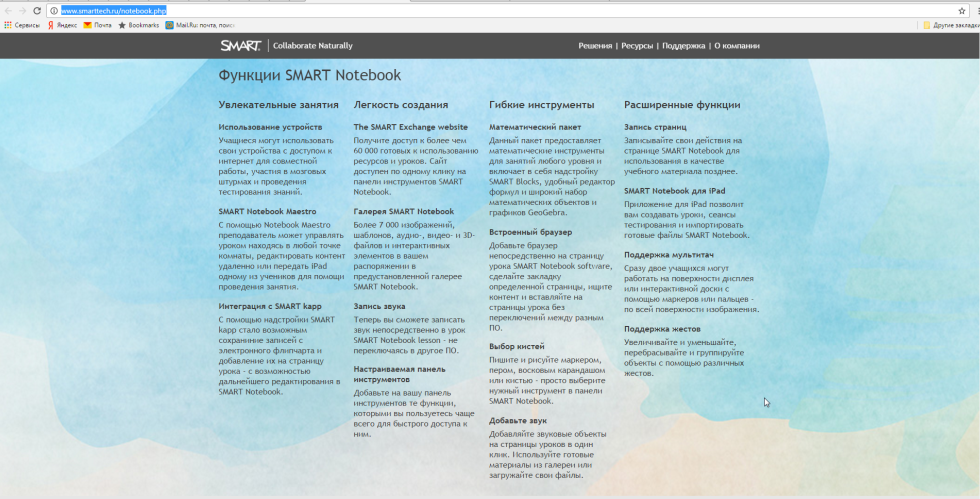 www.smarttech.ru/notebook.php
Сервисы
Яндекс
Почта
Bookmarks
Mail.Ru: почта, поиск
Другие закладки
SMART
Collaborate Naturally
Решения | Ресурсы | Поддержка | О компании
Функции SMART Notebook
Увлекательные занятия
Использование устройств
Учащиеся могут использовать
свои устройства с доступом к
интернет для совместной
работы, участия в мозговых
штурмах и проведения
тестирования знаний.
SMART Notebook Maestro
С помощью Notebook Maestro
преподаватель может управлять
уроком находясь в любой точке
комнаты, редактировать контент
удаленно или передать iPad
одному из учеников для помощи
проведения занятия.
Интеграция с SMART kapp
С помощью надстройки SMART
kapp стало возможным
сохранинне записей с
электронного флипчарта и
добавление их на страницу
урока - с возможностью
дальнейшего редактирования в
SMART Notebook.
Легкость создания
The SMART Exchange website
Получите доступ к более чем
60 000 готовых к использованию
ресурсов и уроков. Сайт
доступен по одному клику на
панели инструментов SMART
Notebook.
Галерея SMART Notebook
Более 7 000 изображений,
шаблонов, аудио-, видео- и 3D-
файлов и интерактивных
элементов в вашем
распоряжении в
предустановленной галерее
SMART Notebook.
Запись звука
Теперь вы сможете записать
звук непосредственно в урок
SMART Notebook lesson - не
переключаясь в другое ПО.
Настраиваемая панель
инструментов
Добавьте на вашу панель
инструментов те функции,
которыми вы пользуетесь чаще
всего для быстрого доступа к
ним.
Гибкие инструменты
Математический пакет
Данный пакет предоставляет
математические инструменты
для занятий любого уровня и
включает в себя надстройку
SMART Blocks, удобный редактор
формул и широкий набор
математических объектов и
графиков GeoGebra.
Встроенный браузер
Добавьте браузер
непосредственно на страницу
урока SMART Notebook software,
сделайте закладку
определенной страницы, ищите
контент и вставляйте на
страницы урока без
переключений между разным
ПО.
Выбор кистей
Пишите и рисуйте маркером,
пером, восковым карандашом
или кистью - просто выберите
нужный инструмент в панели
SMART Notebook.
Добавьте звук
Добавляйте звуковые объекты
на страницы уроков в один
клик. Используйте готовые
материалы из галереи или
загружайте свои файлы.
Расширенные функции
Запись страниц
Записывайте свои действия на
странице SMART Notebook для
использования в качестве
учебного материала позднее.
SMART Notebook для iPad
Приложение для iPad позволит
вам создавать уроки, сеансы
тестирования и импортировать
готовые файлы SMART Notebook.
Поддержка мультитач
Сразу двое учащихся могут
работать на поверхности дисплея
или интерактивной доски с
помощью маркеров или пальцев -
по всей поверхности изображения.
Поддержка жестов
Увеличивайте и уменьшайте,
перебрасывайте и группируйте
объекты с помощью различных
жестов.